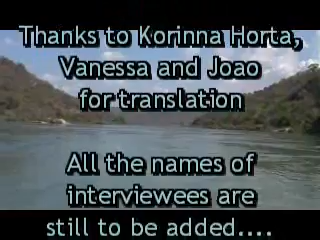 Thanks to Korinna Horta,
Vanessa and Joao
for translation
All the names of
interviewees are
still to be added....